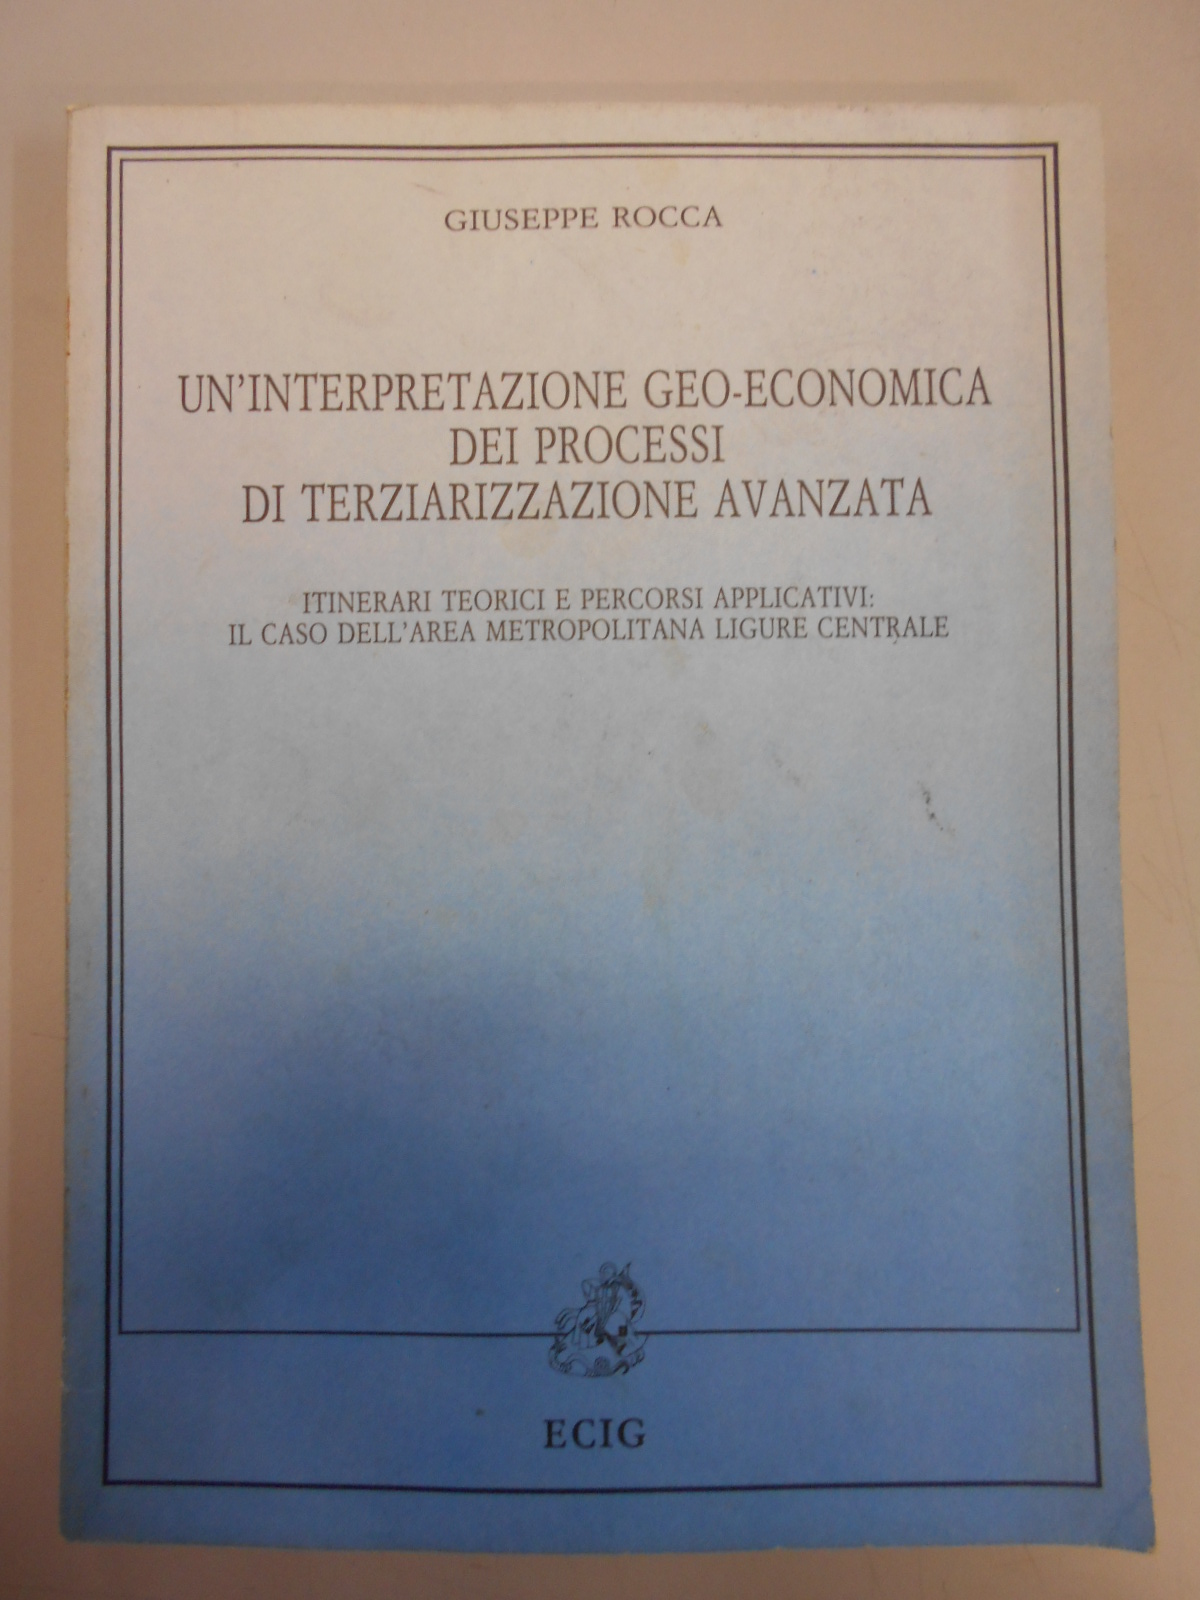 GIUSEPPE ROCCA
UN'INTERPRETAZIONE GEO-ECONOMICA
DEI PROCESSI
DI TERZIARIZZAZIONE AVANZATA
ITINERARI TEORICI E PERCORSI APPLICATIVI:
IL CASO DELL'AREA METROPOLITANA LIGURE CENTRALE
ECIG